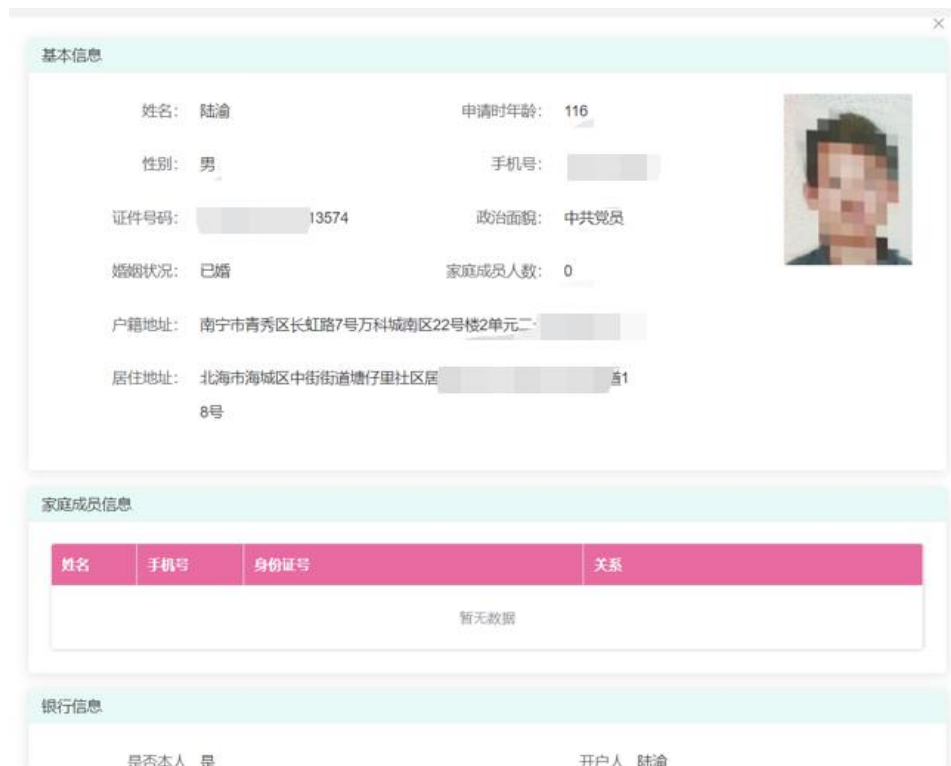 基本信息
姓名： 陆渝 申请时年龄： 116
性别： 男 手机号：
证件号码： 13574 政治面貌： 中共党员
婚姻状况： 已婚 家庭成员人数： 0
户籍地址： 南宁市青秀区长虹路7号万科城南区22号楼2单元二
居住地址： 北海市海城区中街街道塘仔里社区居 道1
8号
家庭成员信息
姓名 手机号 身份证号 关系
暂无数据
银行信息
是否本人 是 开户人 陆渝